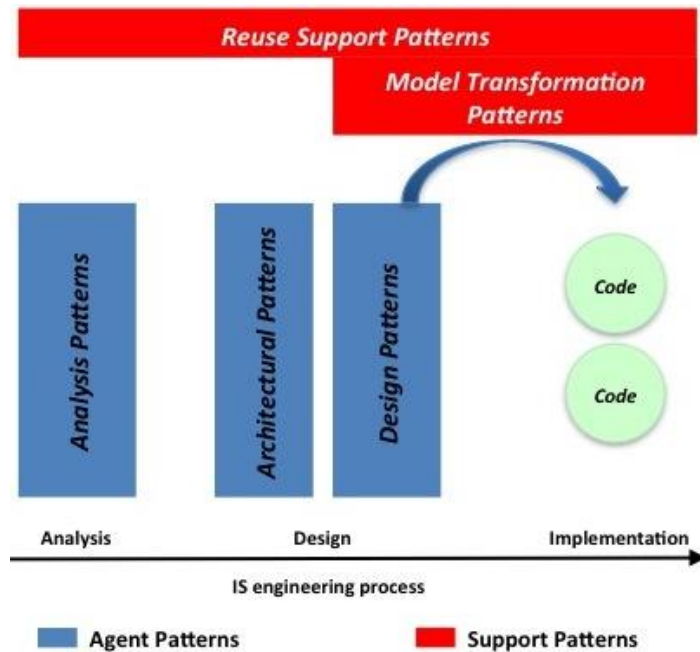 Reuse Support Patterns
Model Transformation
Patterns
Analysis Patterns
Architectural Patterns
Design Patterns
Code
Code
Analysis
Design
Implementation
IS engineering process
Agent Patterns
Support Patterns